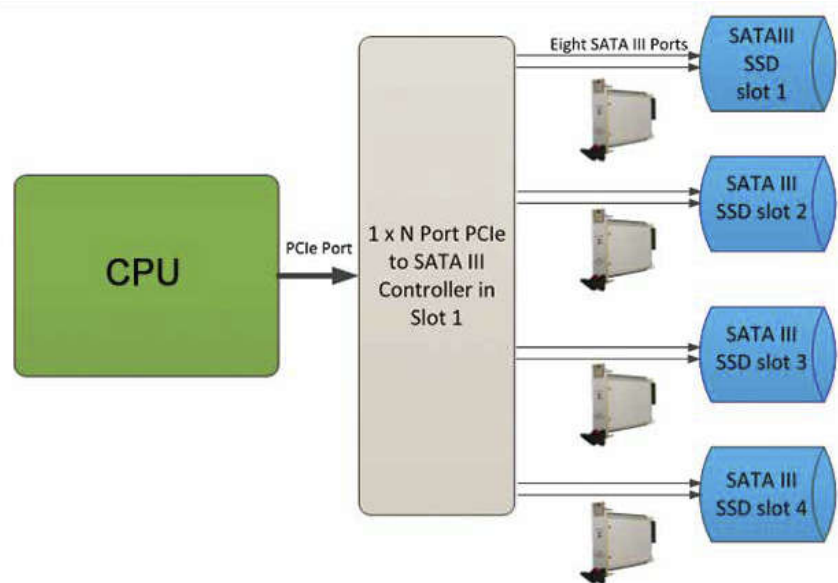 CPU
PCIe Port
1 x N Port PCIe
to SATA III
Controller in
Slot 1
Eight SATA III Ports
SATAIII
SSD
slot 1
SATA III
SSD slot 2
SATA III
SSD slot 3
SATA III
SSD slot 4